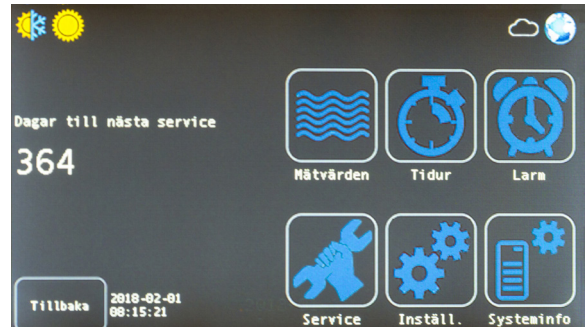 Dagar till nästa service
364
Mätvärden
Tidur
Larm
Tillbaka
2018-02-01
08:15:21
Service
Inställ.
Systeminfo